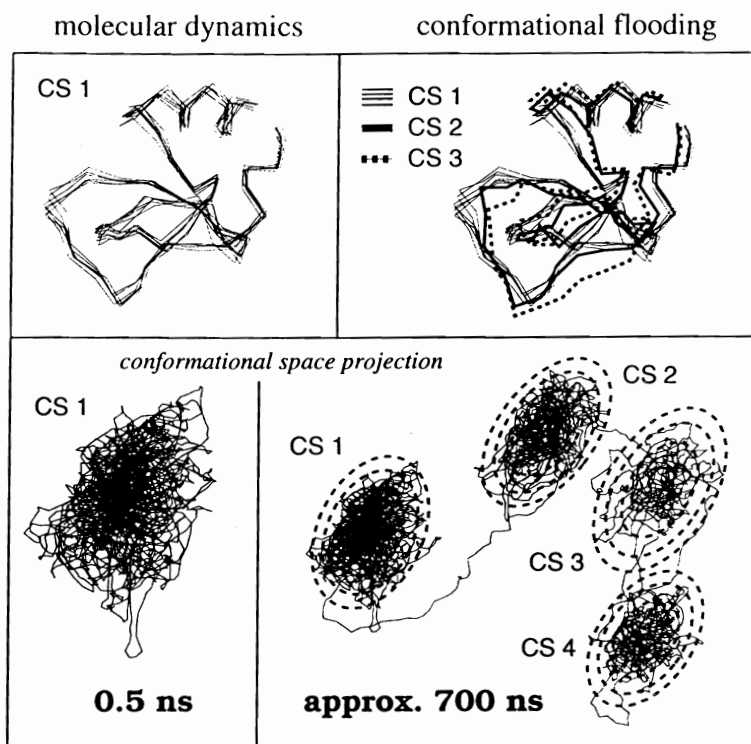 molecular dynamics
conformational flooding
CS 1
CS 1
CS 2
CS 3
conformational space projection
CS 1
CS 1
CS 2
CS 3
CS 4
0.5 ns
approx. 700 ns